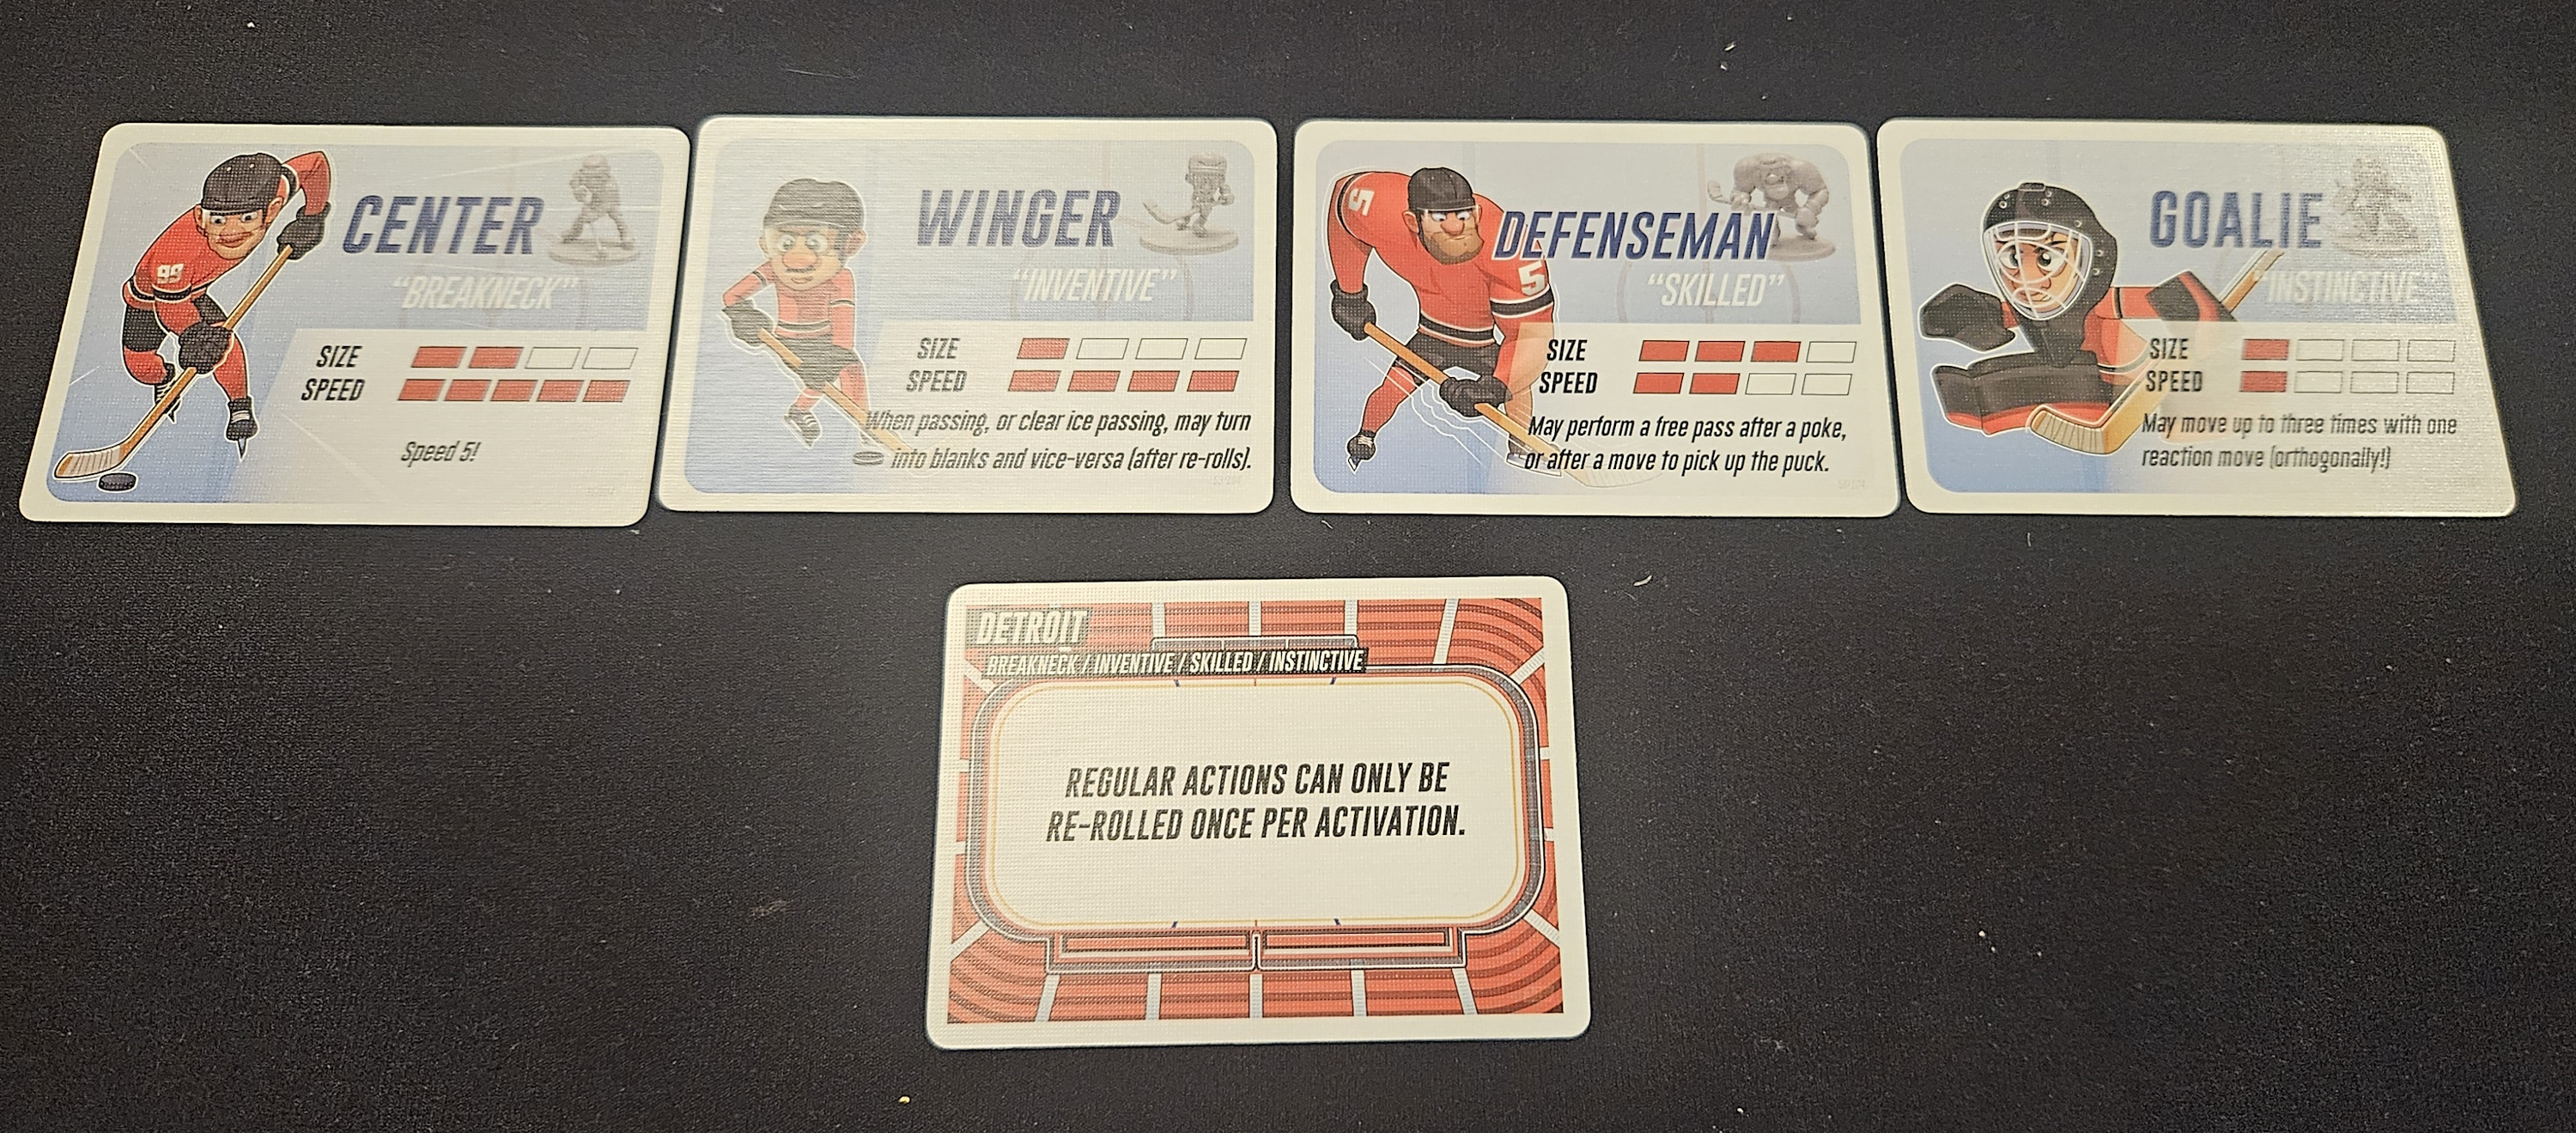 CENTER
"BREAKNECK"
SIZE
SPEED
Speed 5!
99
WINGER
"INVENTIVE"
SIZE
SPEED
When passing, or clear ice passing, may turn
into blanks and vice-versa (after re-rolls).
DEFENSEMAN
"SKILLED"
SIZE
SPEED
May perform a free pass after a poke,
or after a move to pick up the puck.
5
5
GOALIE
"INSTINCTIVE"
SIZE
SPEED
May move up to three times with one
reaction move (orthogonally!)
DETROIT
BREAKNECK / INVENTIVE / SKILLED / INSTINCTIVE
REGULAR ACTIONS CAN ONLY BE
RE-ROLLED ONCE PER ACTIVATION.